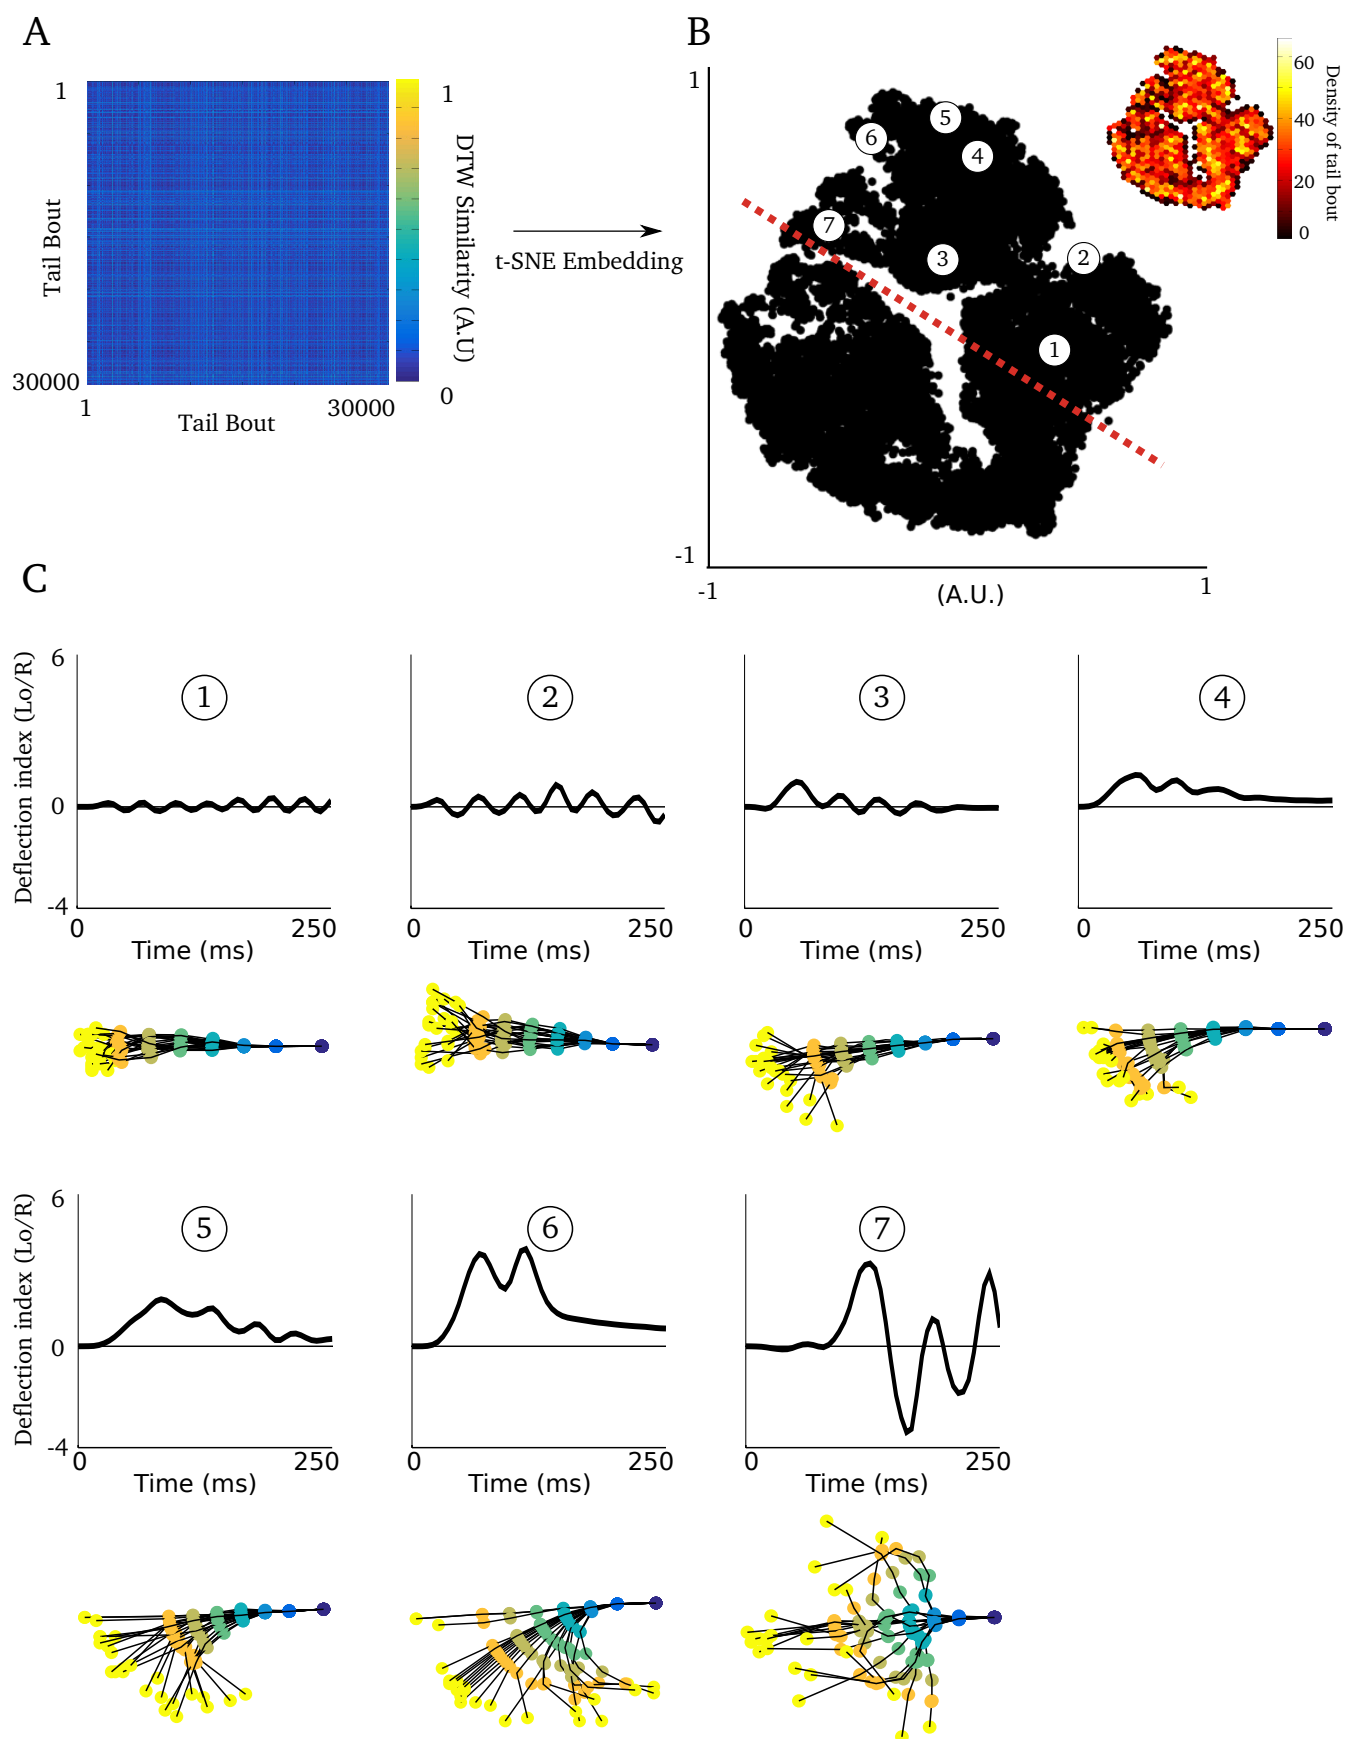 A
1
30000
Tail Bout
1
30000
Tail Bout
1
0
DTW Similarity (A.U)
t-SNE Embedding
B
1
-1
-1
1
(A.U.)
5
6
4
7
3
2
1
60
40
20
0
Density of tail bout
C
Deflection index (Lo/R)
6
0
-4
1
2
3
4
0 250
0 250
0 250
0 250
Time (ms)
Time (ms)
Time (ms)
Time (ms)
Deflection index (Lo/R)
6
0
-4
5
6
7
0 250
0 250
0 250
Time (ms)
Time (ms)
Time (ms)